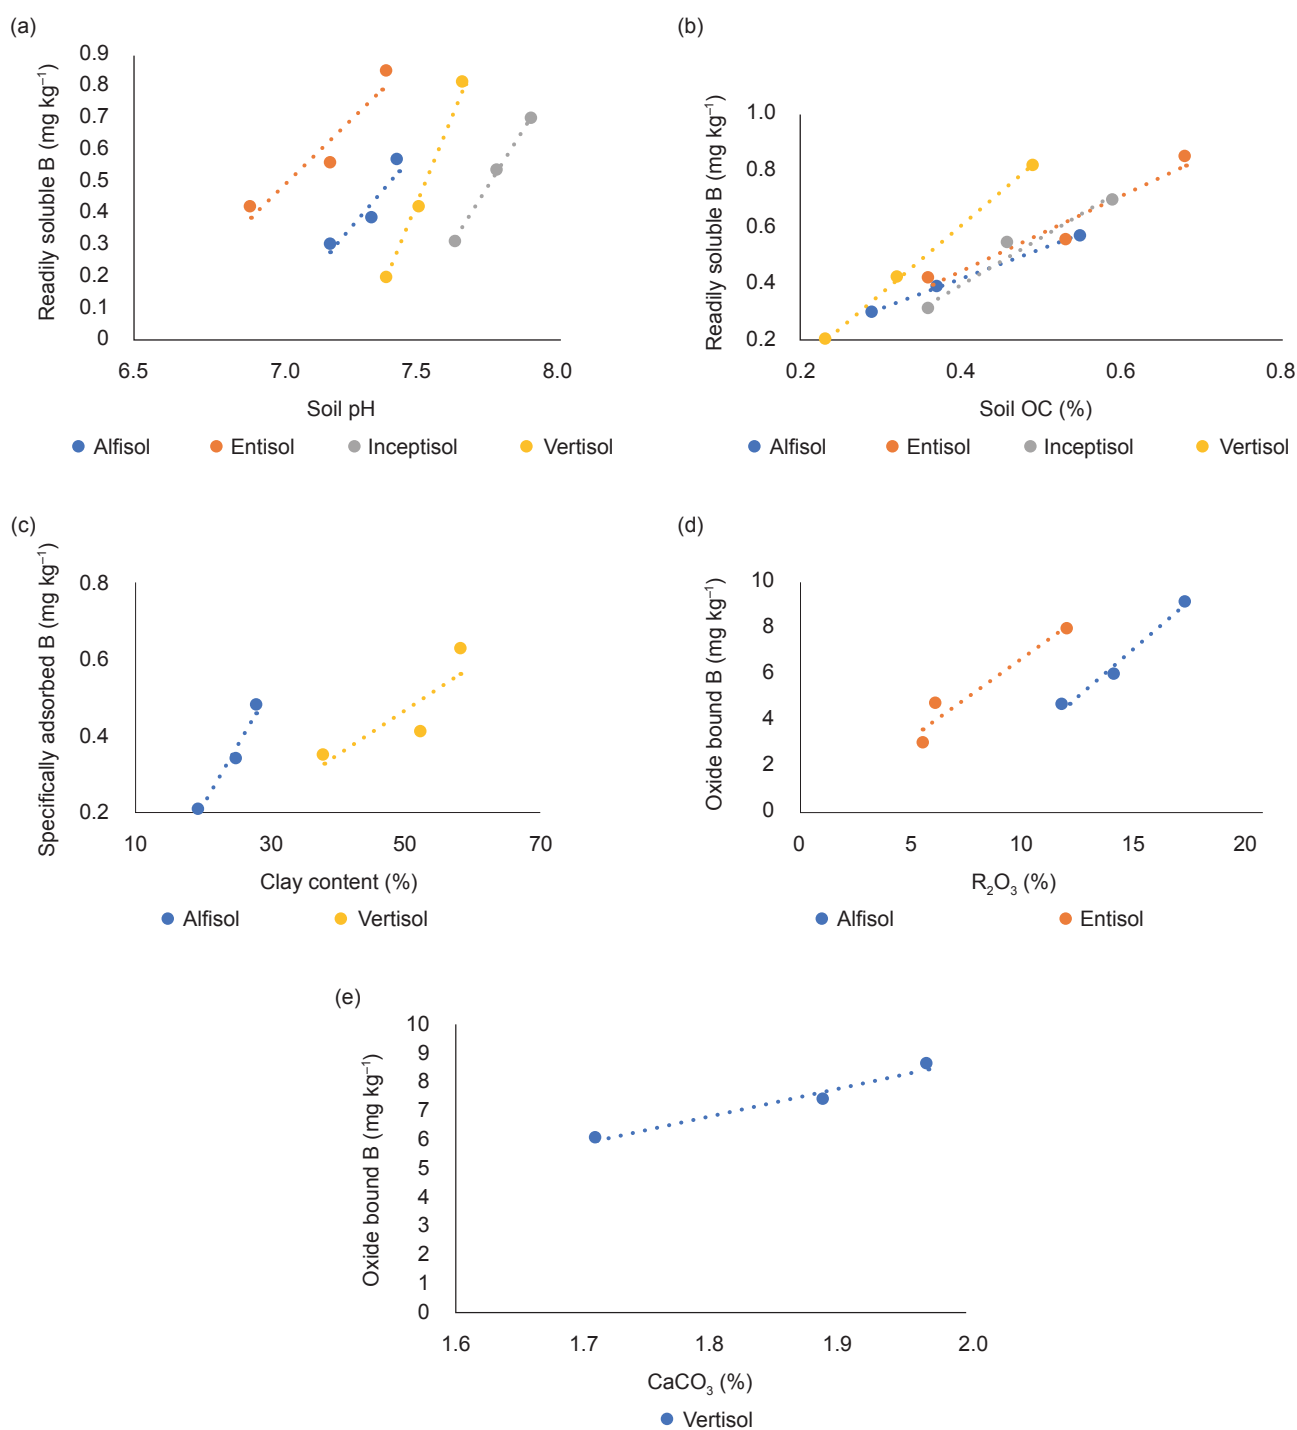 (a)
Readily soluble B (mg kg⁻¹)
0.9
0.8
0.7
0.6
0.5
0.4
0.3
0.2
0.1
0
6.5 7.0 7.5 8.0
Soil pH
Alfisol Entisol Inceptisol Vertisol
(b)
Readily soluble B (mg kg⁻¹)
1.0
0.8
0.6
0.4
0.2
0.2 0.4 0.6 0.8
Soil OC (%)
Alfisol Entisol Inceptisol Vertisol
(c)
Specifically adsorbed B (mg kg⁻¹)
0.8
0.6
0.4
0.2
10 30 50 70
Clay content (%)
Alfisol Vertisol
(d)
Oxide bound B (mg kg⁻¹)
10
8
6
4
2
0
0 5 10 15 20
R₂O₃ (%)
Alfisol Entisol
(e)
Oxide bound B (mg kg⁻¹)
10
9
8
7
6
5
4
3
2
1
0
1.6 1.7 1.8 1.9 2.0
CaCO₃ (%)
Vertisol